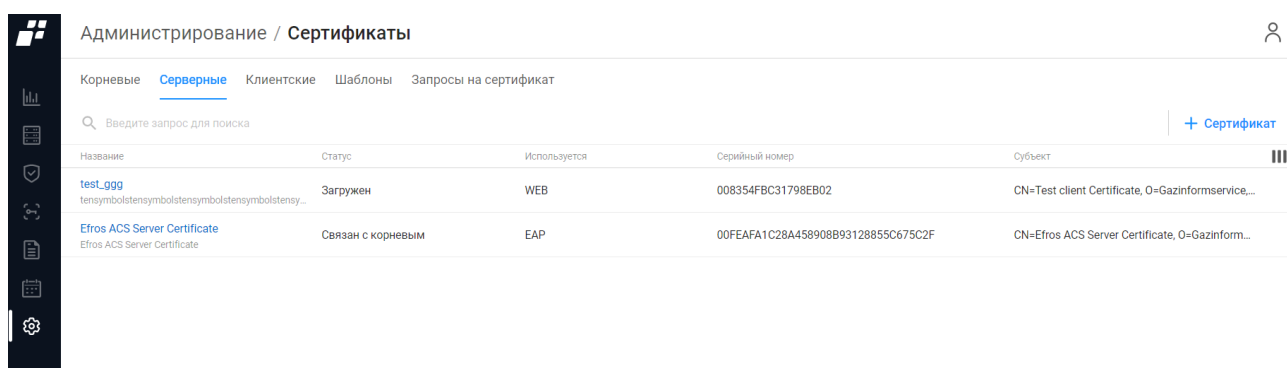 Администрирование / Сертификаты
Корневые Серверные Клиентские Шаблоны Запросы на сертификат
Введите запрос для поиска + Сертификат
Название Статус Используется Серийный номер Субъект
test_ggg Загружен WEB 008354FBC31798EB02 CN=Test client Certificate, O=Gazinformservice,...
tensymbolstensymbolstensymbolstensymbolstensy...
Efros ACS Server Certificate Связан с корневым EAP 00FEAFA1C28A458908B93128855C675C2F CN=Efros ACS Server Certificate, O=Gazinform...
Efros ACS Server Certificate